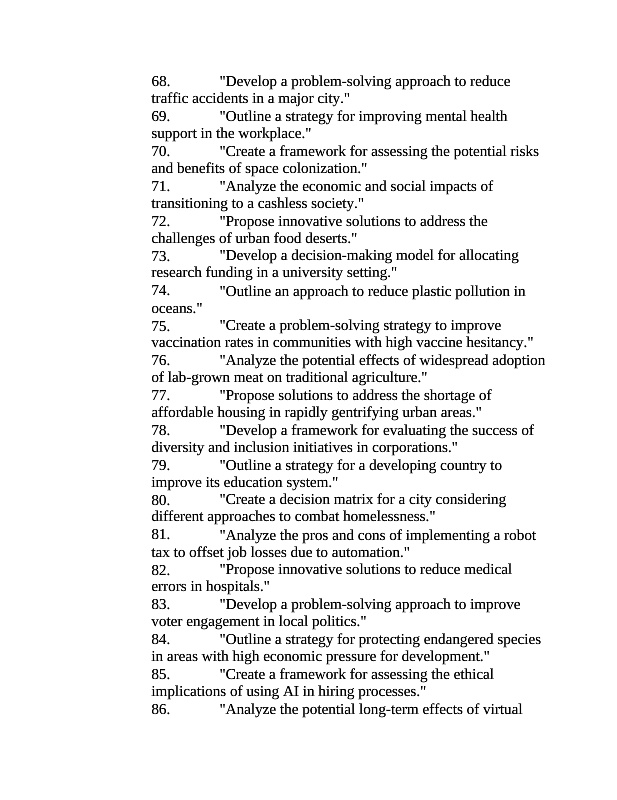 68. "Develop a problem-solving approach to reduce
traffic accidents in a major city."
69. "Outline a strategy for improving mental health
support in the workplace."
70. "Create a framework for assessing the potential risks
and benefits of space colonization."
71. "Analyze the economic and social impacts of
transitioning to a cashless society."
72. "Propose innovative solutions to address the
challenges of urban food deserts."
73. "Develop a decision-making model for allocating
research funding in a university setting."
74. "Outline an approach to reduce plastic pollution in
oceans."
75. "Create a problem-solving strategy to improve
vaccination rates in communities with high vaccine hesitancy."
76. "Analyze the potential effects of widespread adoption
of lab-grown meat on traditional agriculture."
77. "Propose solutions to address the shortage of
affordable housing in rapidly gentrifying urban areas."
78. "Develop a framework for evaluating the success of
diversity and inclusion initiatives in corporations."
79. "Outline a strategy for a developing country to
improve its education system."
80. "Create a decision matrix for a city considering
different approaches to combat homelessness."
81. "Analyze the pros and cons of implementing a robot
tax to offset job losses due to automation."
82. "Propose innovative solutions to reduce medical
errors in hospitals."
83. "Develop a problem-solving approach to improve
voter engagement in local politics."
84. "Outline a strategy for protecting endangered species
in areas with high economic pressure for development."
85. "Create a framework for assessing the ethical
implications of using AI in hiring processes."
86. "Analyze the potential long-term effects of virtual